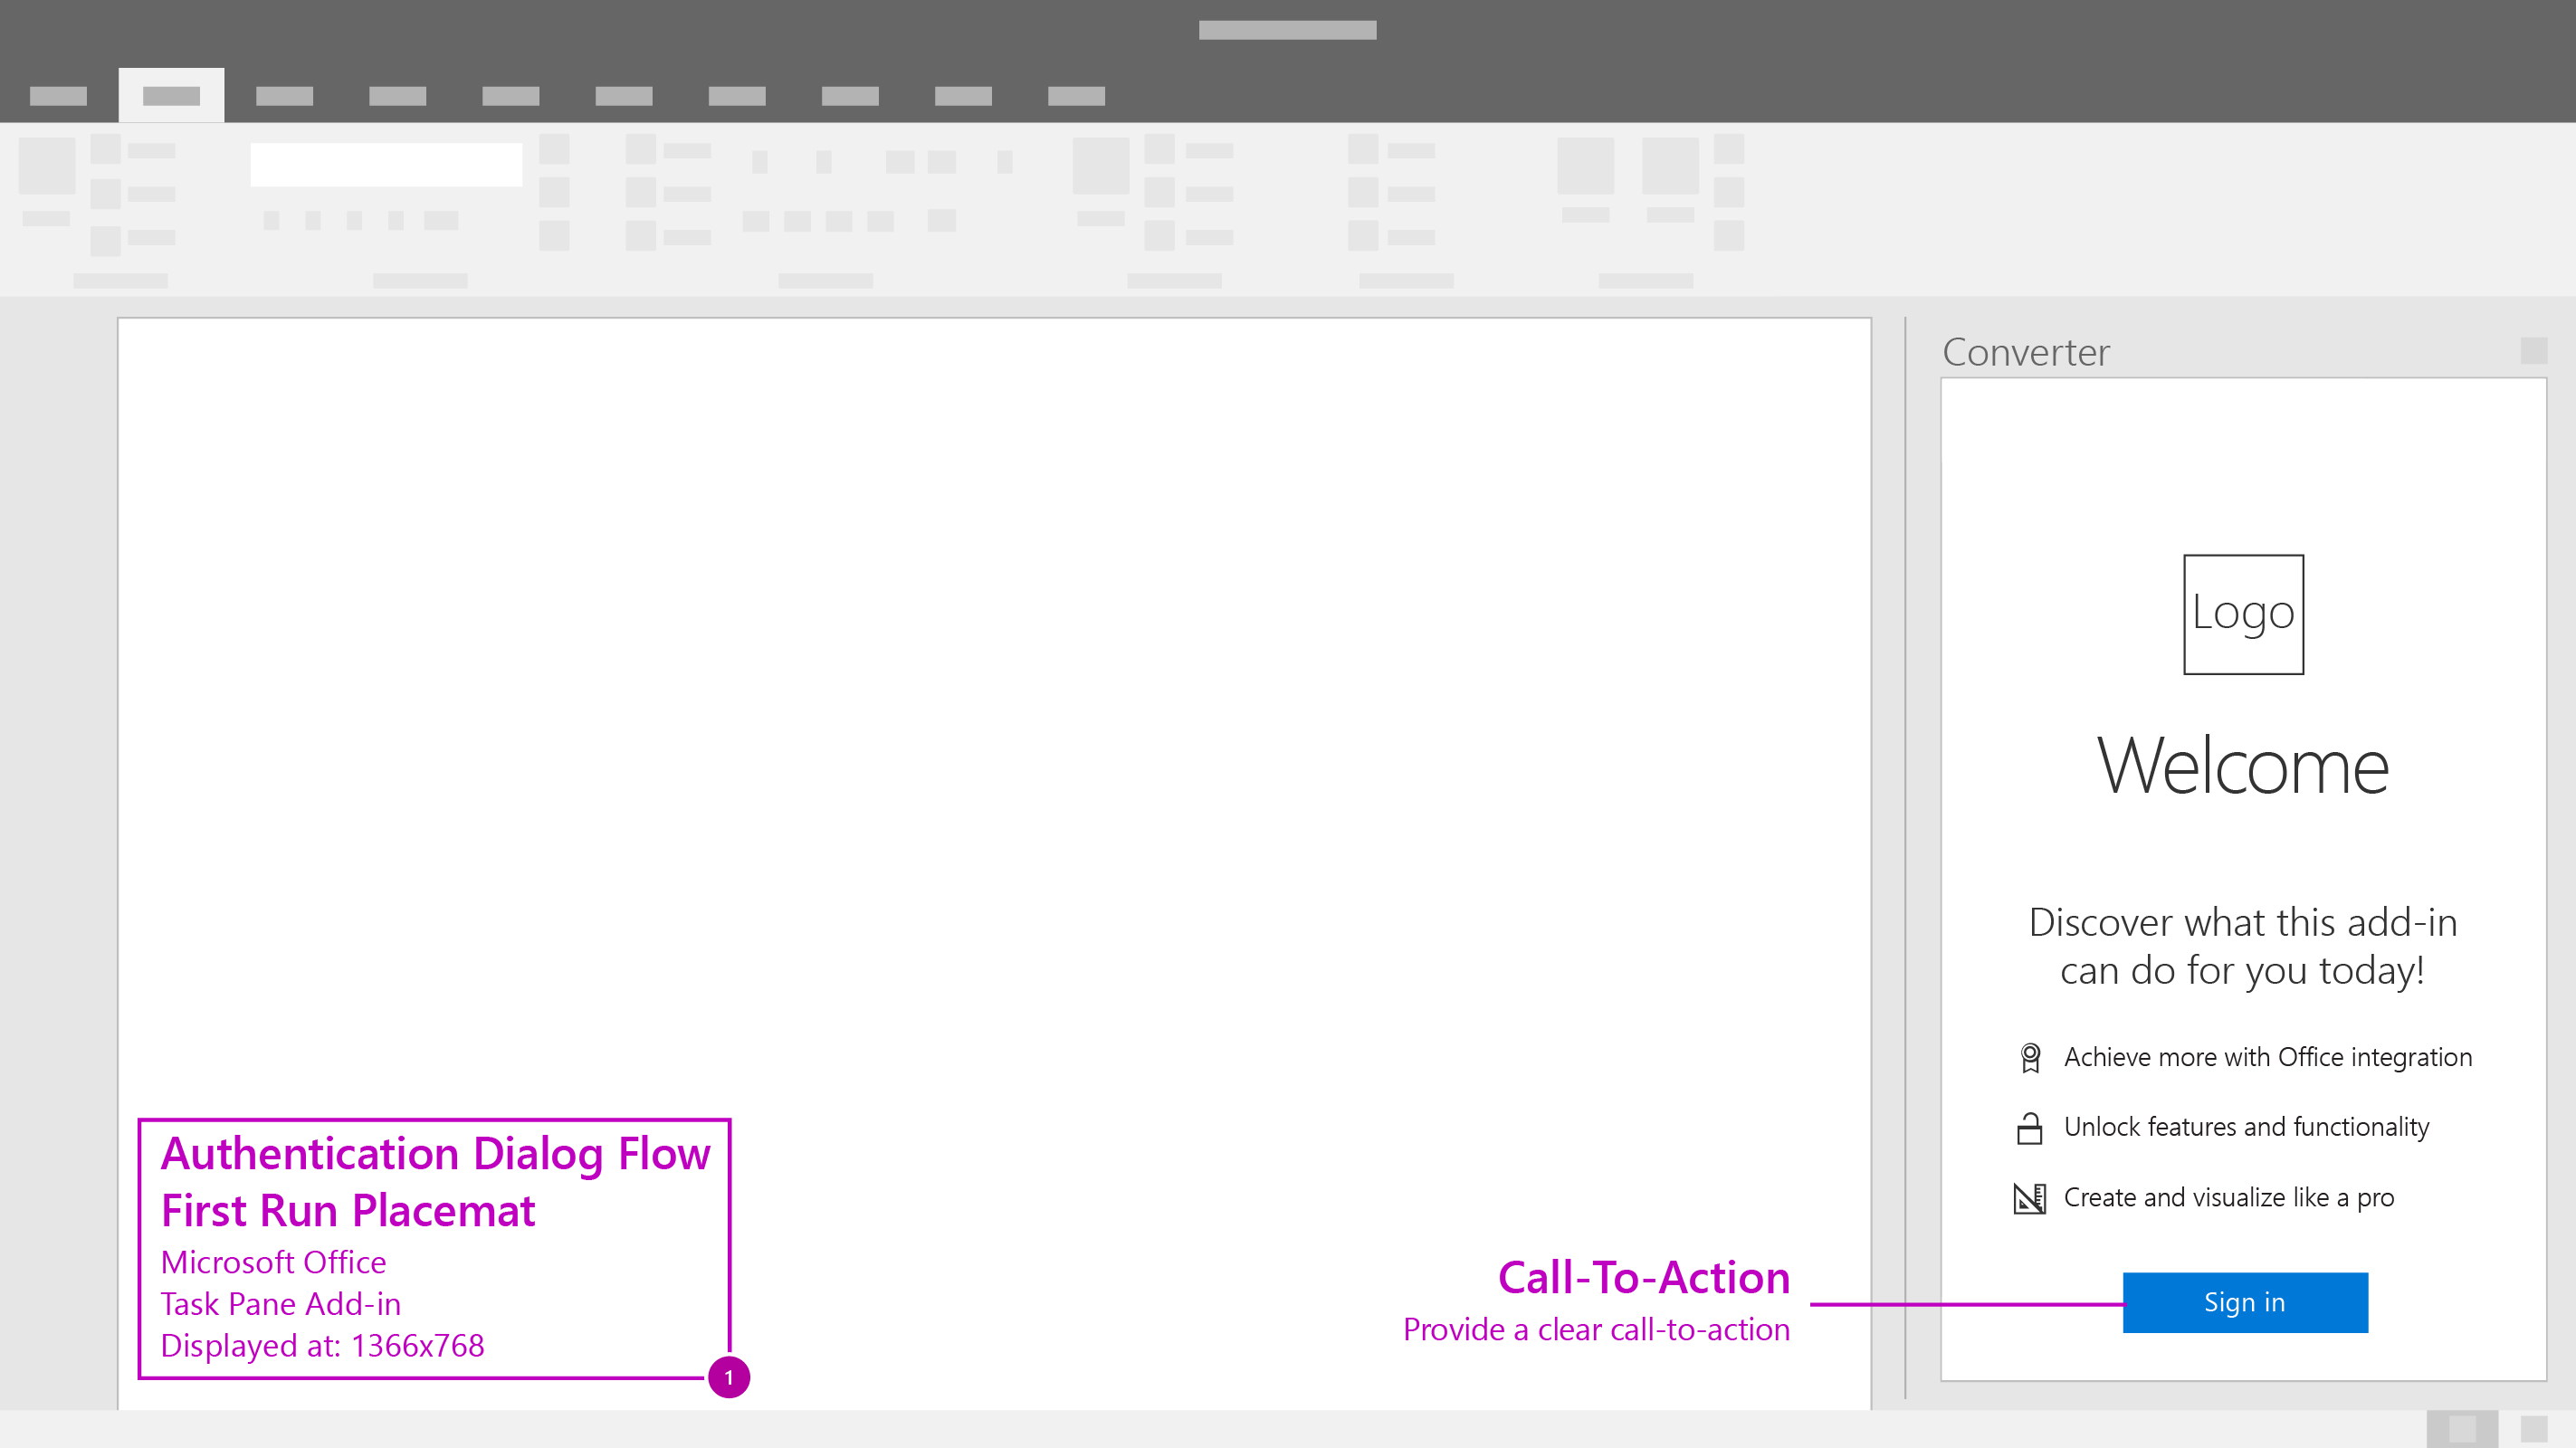 Converter
Logo
Welcome
Discover what this add-in
can do for you today!
Achieve more with Office integration
Unlock features and functionality
Create and visualize like a pro
Sign in
Authentication Dialog Flow
First Run Placemat
Microsoft Office
Task Pane Add-in
Displayed at: 1366x768
1
Call-To-Action
Provide a clear call-to-action